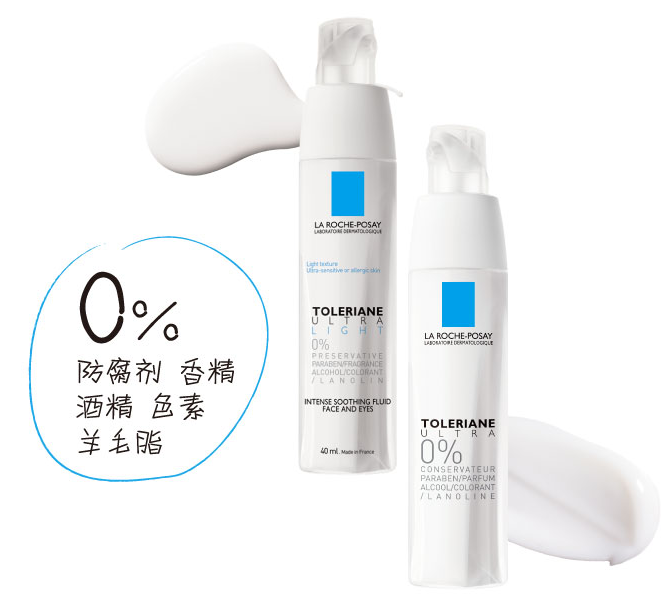 0%
防腐剂 香精
酒精 色素
羊毛脂
LA ROCHE-POSAY
LABORATOIRE DERMATOLOGIQUE
Light texture
Ultra-sensitive or allergic skin
TOLERIANE
ULTRA
LIGHT
0%
PRESERVATIVE
PARABEN/FRAGRANCE
ALCOHOL/COLORANT
/LANOLIN
INTENSE SOOTHING FLUID
FACE AND EYES
40 ml. Made in France
LA ROCHE-POSAY
LABORATOIRE DERMATOLOGIQUE
TOLERIANE
ULTRA
0%
CONSERVATEUR
PARABEN/PARFUM
ALCOOL/COLORANT
/LANOLINE